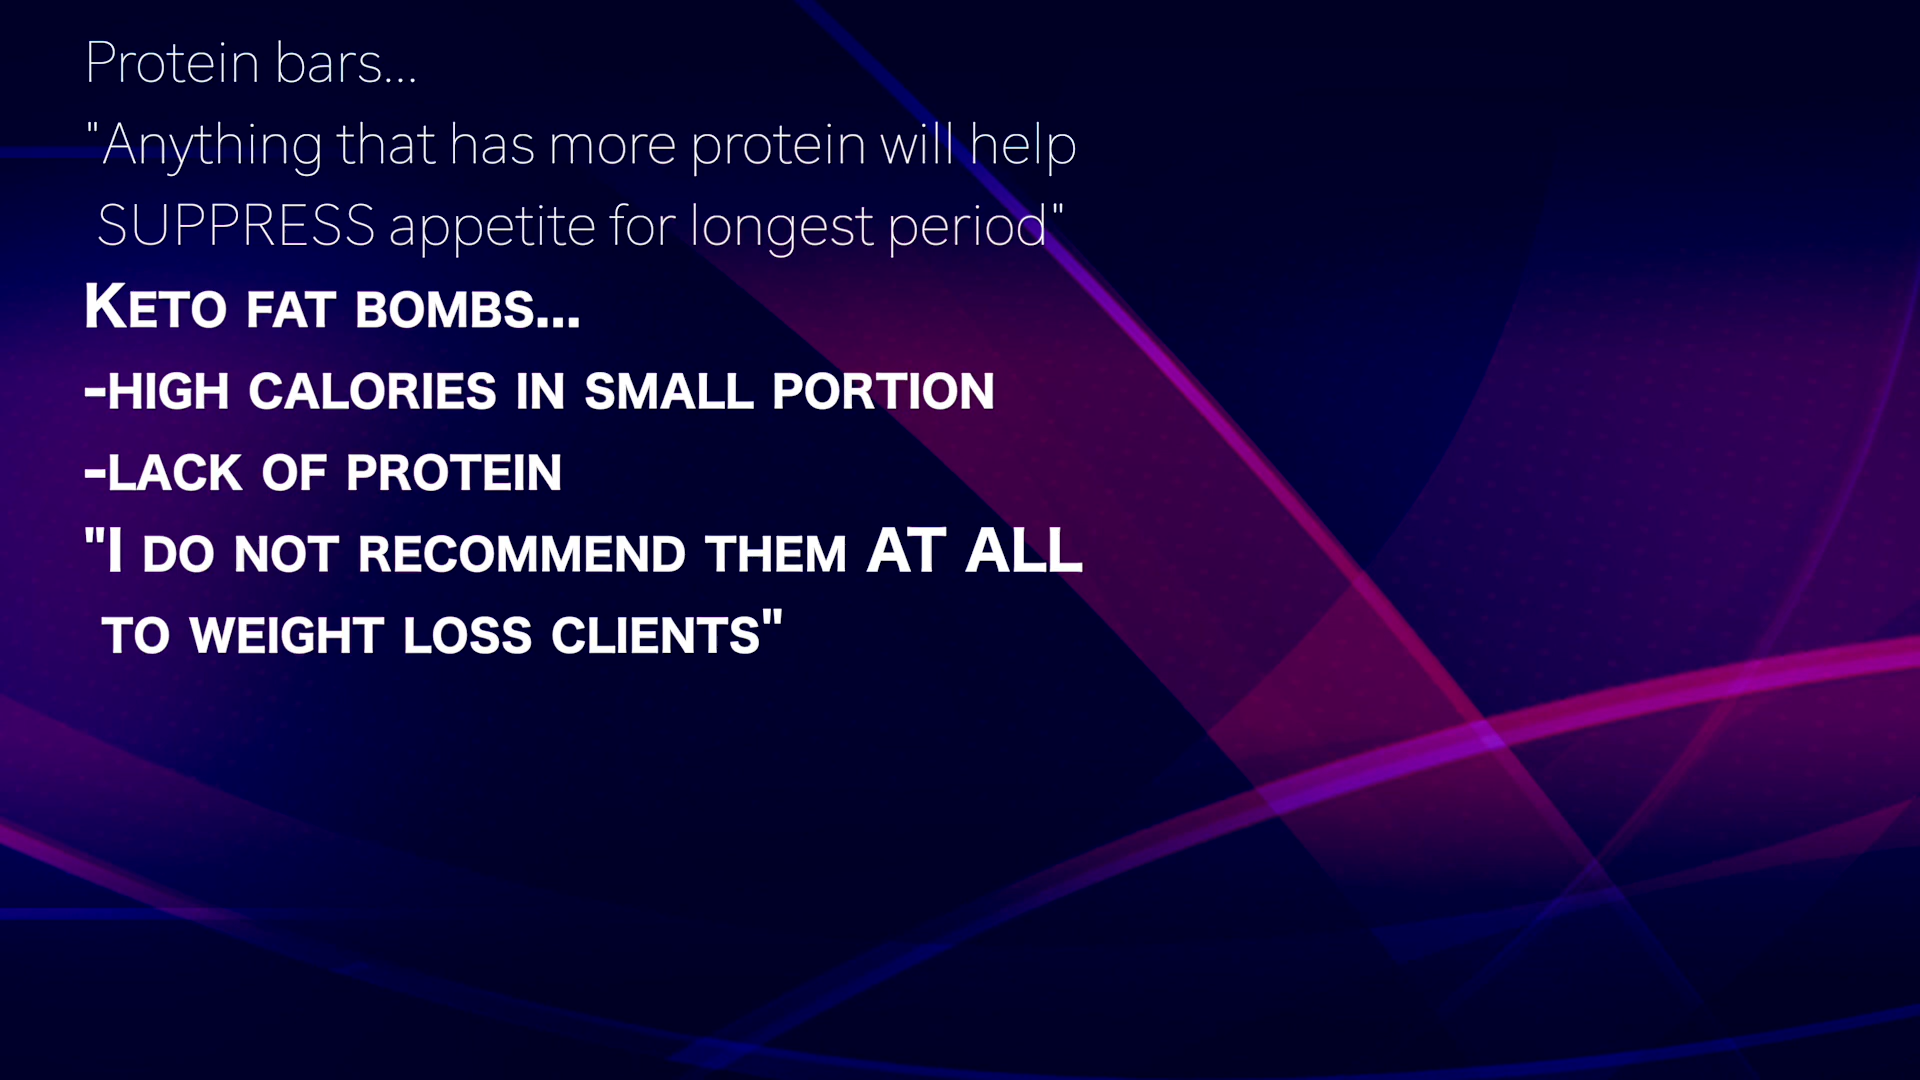 Protein bars...
"Anything that has more protein will help
SUPPRESS appetite for longest period"
Keto fat bombs...
-high calories in small portion
-lack of protein
"I do not recommend them AT ALL
to weight loss clients"